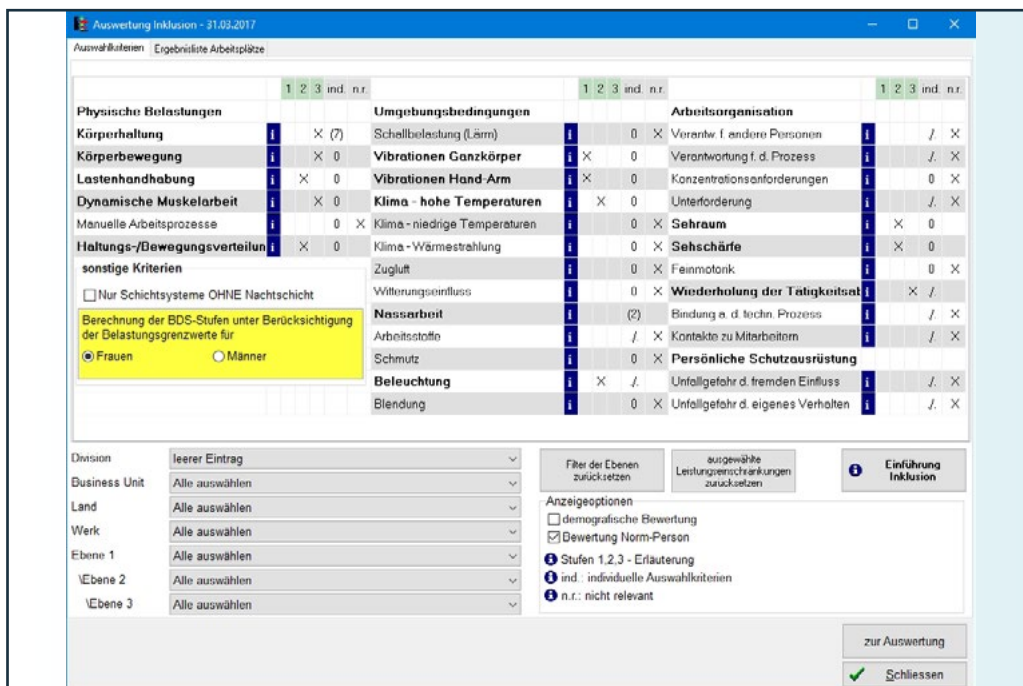 Auswertung Inklusion - 31.03.2017
Auswahlkriterien Ergebnisliste Arbeitsplätze
1 2 3 ind. n.r. 1 2 3 ind. n.r. 1 2 3 ind. n.r.
Physische Belastungen Umgebungsbedingungen Arbeitsorganisation
Körperhaltung i X (7) Schallbelastung (Lärm) i 0 X Verantw. f. andere Personen i ./. X
Körperbewegung i X 0 Vibrationen Ganzkörper i X 0 Verantwortung f. d. Prozess i ./. X
Lastenhandhabung i X 0 Vibrationen Hand-Arm i X 0 Konzentrationsanforderungen i 0 X
Dynamische Muskelarbeit i X 0 Klima - hohe Temperaturen i X 0 Unterforderung i ./. X
Manuelle Arbeitsprozesse 0 X Klima - niedrige Temperaturen i 0 X Sehraum i X 0
Haltungs-/Bewegungsverteilun i X 0 Klima - Wärmestrahlung i 0 X Sehschärfe i X 0
sonstige Kriterien Zugluft i 0 X Feinmotorik 0 X
Nur Schichtsysteme OHNE Nachtschicht Witterungseinfluss i 0 X Wiederholung der Tätigkeitsab i X ./.
Berechnung der BDS-Stufen unter Berücksichtigung der Belastungsgrenzwerte für Nassarbeit i (2) Bindung a. d. techn. Prozess i ./. X
Arbeitsstoffe i ./. X Kontakte zu Mitarbeitern i ./. X
Frauen Männer Schmutz i 0 X Persönliche Schutzausrüstung
Beleuchtung i X ./. Unfallgefahr d. fremden Einfluss i ./. X
Blendung i 0 X Unfallgefahr d. eigenes Verhalten i ./. X
Division leerer Eintrag
Business Unit Alle auswählen
Land Alle auswählen
Werk Alle auswählen
Ebene 1 Alle auswählen
\Ebene 2 Alle auswählen
\Ebene 3 Alle auswählen
Filter der Ebenen
zurücksetzen
ausgewählte
Leistungseinschränkungen
zurücksetzen
Einführung
Inklusion
Anzeigeoptionen
demografische Bewertung
Bewertung Norm-Person
Stufen 1,2,3 - Erläuterung
ind.: individuelle Auswahlkriterien
n.r.: nicht relevant
zur Auswertung
Schliessen